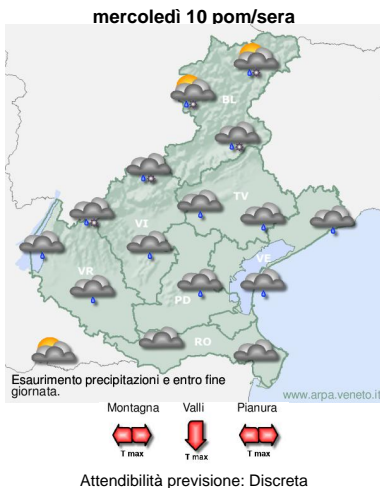 mercoledì 10 pom/sera
BL
TV
VI
VE
VR
PD
RO
Esaurimento precipitazioni e entro fine
giornata.
www.arpa.veneto.it
Montagna Valli Pianura
T max T max T max
Attendibilità previsione: Discreta